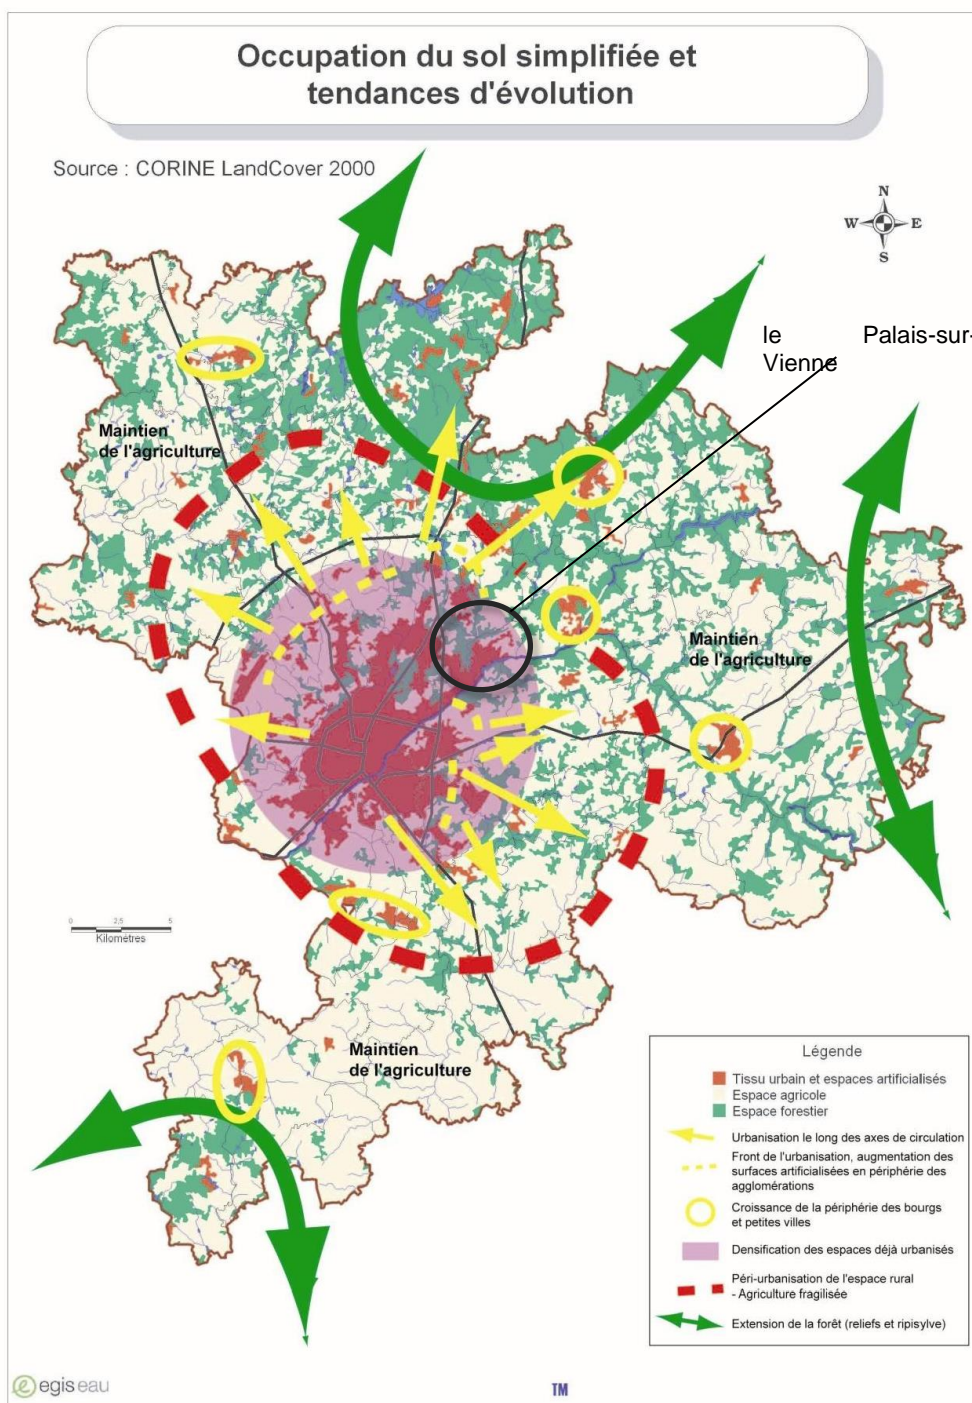 Occupation du sol simplifiée et
tendances d'évolution
Source : CORINE LandCover 2000
N
W E
S
le Palais-sur-
Vienne
Maintien
de l'agriculture
Maintien
de l'agriculture
0 2,5 5
Kilomètres
Maintien
de l'agriculture
Légende
Tissu urbain et espaces artificialisés
Espace agricole
Espace forestier
Urbanisation le long des axes de circulation
Front de l'urbanisation, augmentation des
surfaces artificialisées en périphérie des
agglomérations
Croissance de la périphérie des bourgs
et petites villes
Densification des espaces déjà urbanisés
Péri-urbanisation de l'espace rural
- Agriculture fragilisée
Extension de la forêt (reliefs et ripisylve)
e egis eau
TM